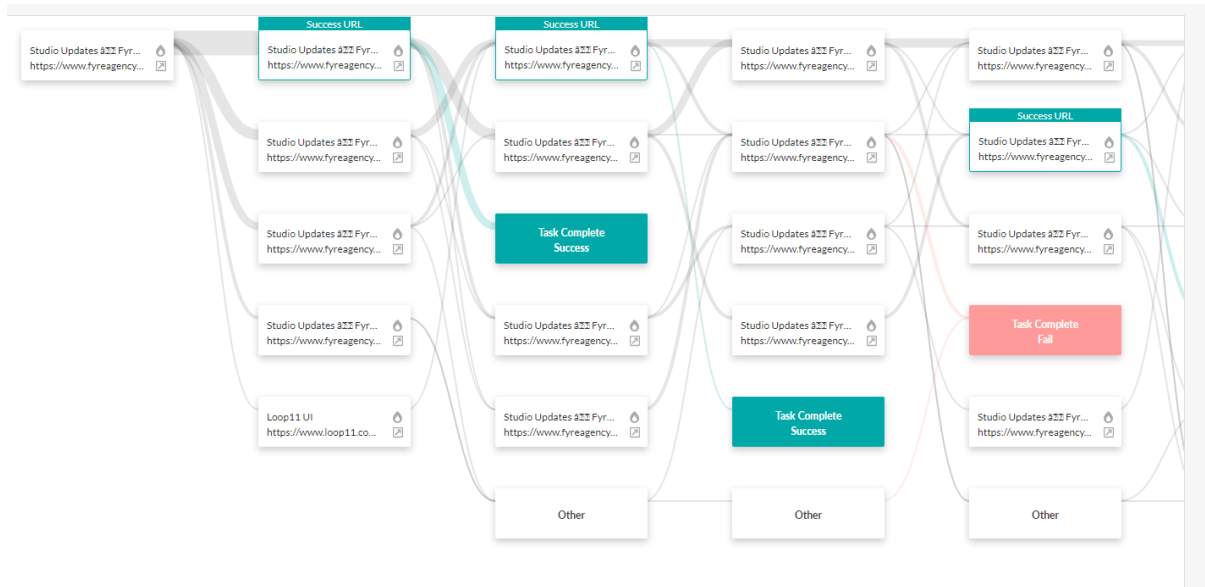 Success URL
Success URL
Studio Updates â Fyr...
https://www.fyreagency...
Studio Updates â Fyr...
https://www.fyreagency...
Studio Updates â Fyr...
https://www.fyreagency...
Studio Updates â Fyr...
https://www.fyreagency...
Studio Updates â Fyr...
https://www.fyreagency...
Success URL
Studio Updates â Fyr...
https://www.fyreagency...
Studio Updates â Fyr...
https://www.fyreagency...
Studio Updates â Fyr...
https://www.fyreagency...
Studio Updates â Fyr...
https://www.fyreagency...
Studio Updates â Fyr...
https://www.fyreagency...
Task Complete
Success
Studio Updates â Fyr...
https://www.fyreagency...
Studio Updates â Fyr...
https://www.fyreagency...
Studio Updates â Fyr...
https://www.fyreagency...
Studio Updates â Fyr...
https://www.fyreagency...
Studio Updates â Fyr...
https://www.fyreagency...
Task Complete
Fail
Loop11 UI
https://www.loop11.co...
Studio Updates â Fyr...
https://www.fyreagency...
Task Complete
Success
Studio Updates â Fyr...
https://www.fyreagency...
Other
Other
Other